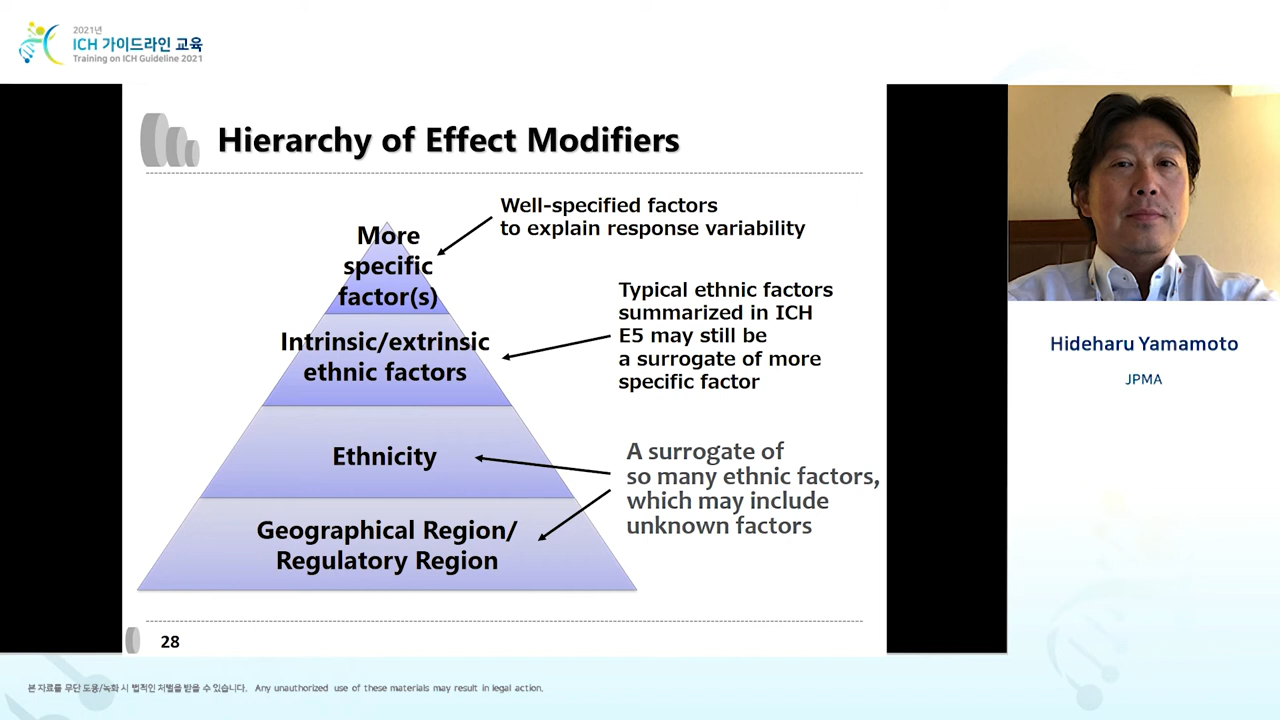 2021년
ICH 가이드라인 교육
Training on ICH Guideline 2021
Hierarchy of Effect Modifiers
Well-specified factors
to explain response variability
More
specific
factor(s)
Typical ethnic factors
summarized in ICH
E5 may still be
a surrogate of more
specific factor
Intrinsic/extrinsic
ethnic factors
Ethnicity
A surrogate of
so many ethnic factors,
which may include
unknown factors
Geographical Region/
Regulatory Region
28
Hideharu Yamamoto
JPMA
본 자료를 무단 도용/녹화 시 법적인 처벌을 받을 수 있습니다. Any unauthorized use of these materials may result in legal action.